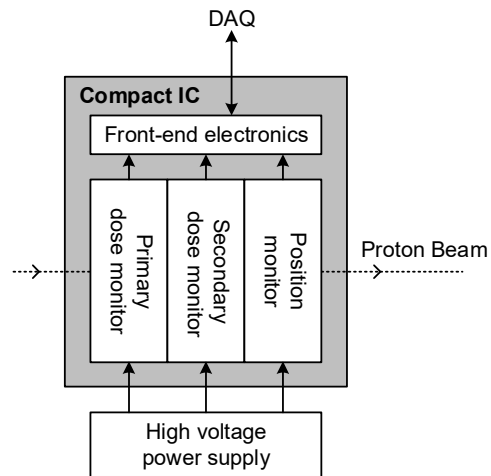 DAQ
Compact IC
Front-end electronics
Primary
dose monitor
Secondary
dose monitor
Position
monitor
Proton Beam
High voltage
power supply